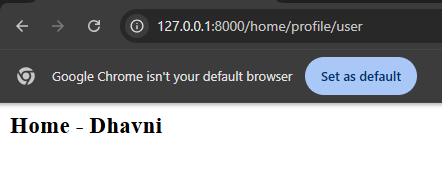 127.0.0.1:8000/home/profile/user
Google Chrome isn't your default browser Set as default
Home - Dhavni